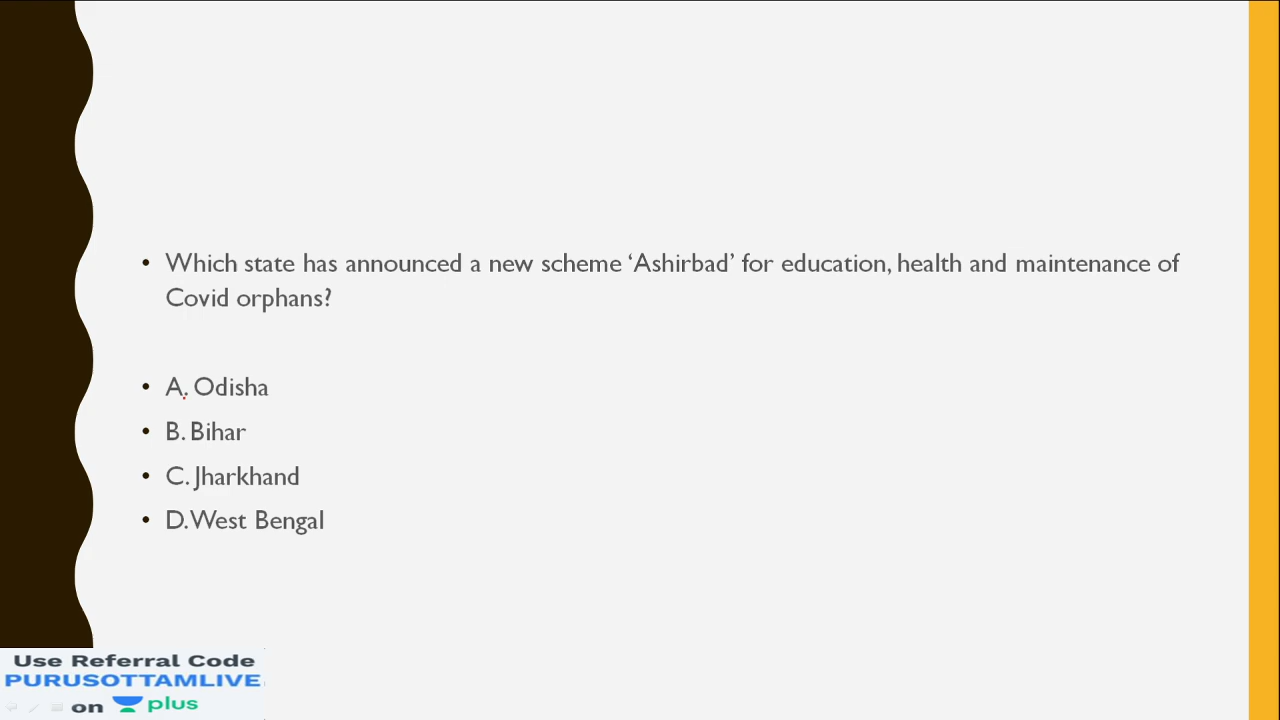 • Which state has announced a new scheme ‘Ashirbad’ for education, health and maintenance of
Covid orphans?
• A. Odisha
• B. Bihar
• C. Jharkhand
• D. West Bengal
Use Referral Code
PURUSOTTAMLIVE
on plus